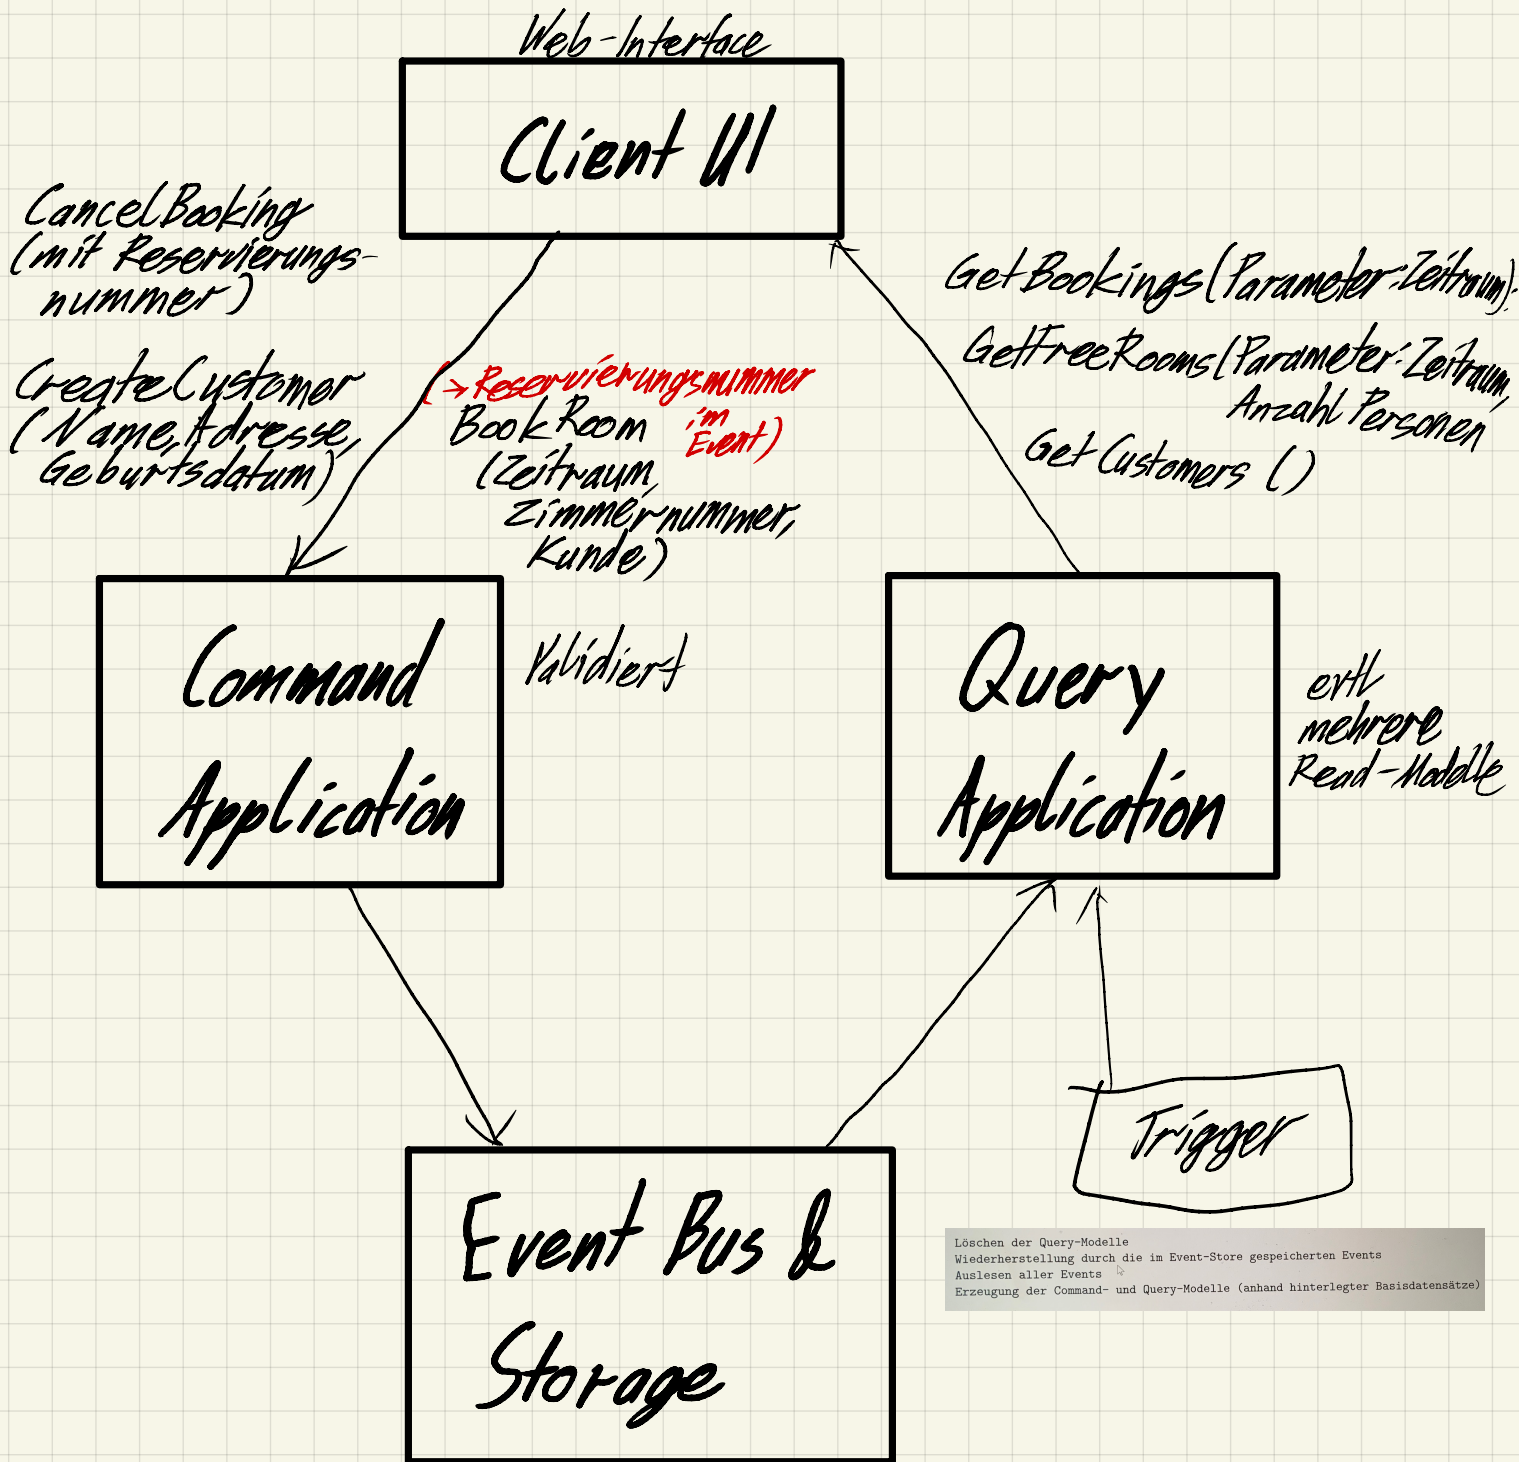 Web-Interface
Client UI
CancelBooking
(mit Reservierungs-
nummer)
CreateCustomer
(Name, Adresse,
Geburtsdatum)
(→ Reservierungsnummer
im
Event)
BookRoom
(Zeitraum,
Zimmernummer,
Kunde)
GetBookings(Parameter: Zeitraum)
GetFreeRooms(Parameter: Zeitraum,
Anzahl Personen
GetCustomers ()
Command
Application
Validiert
Query
Application
evtl
mehrere
Read-Modelle
Event Bus &
Storage
Trigger
Löschen der Query-Modelle
Wiederherstellung durch die im Event-Store gespeicherten Events
Auslesen aller Events
Erzeugung der Command- und Query-Modelle (anhand hinterlegter Basisdatensätze)